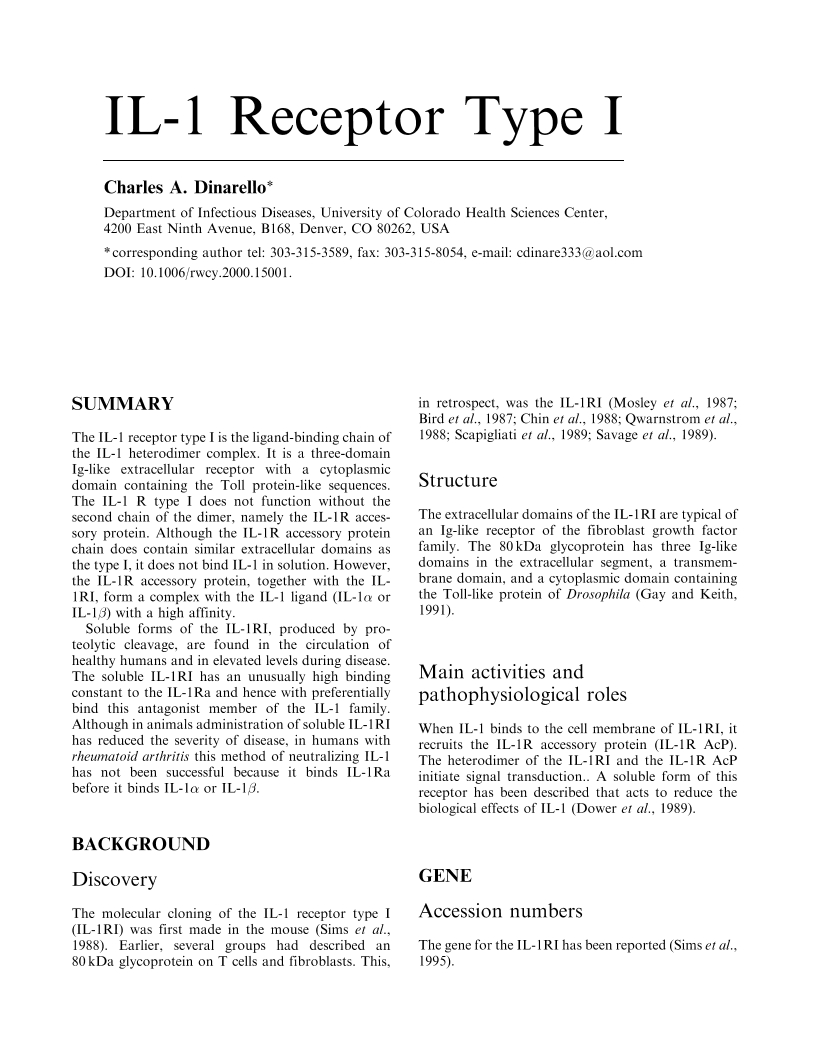 IL-1 Receptor Type I
Charles A. Dinarello*
Department of Infectious Diseases, University of Colorado Health Sciences Center,
4200 East Ninth Avenue, B168, Denver, CO 80262, USA
*corresponding author tel: 303-315-3589, fax: 303-315-8054, e-mail: cdinare333@aol.com
DOI: 10.1006/rwcy.2000.15001.
SUMMARY
The IL-1 receptor type I is the ligand-binding chain of
the IL-1 heterodimer complex. It is a three-domain
Ig-like extracellular receptor with a cytoplasmic
domain containing the Toll protein-like sequences.
The IL-1 R type I does not function without the
second chain of the dimer, namely the IL-1R acces-
sory protein. Although the IL-1R accessory protein
chain does contain similar extracellular domains as
the type I, it does not bind IL-1 in solution. However,
the IL-1R accessory protein, together with the IL-
1RI, form a complex with the IL-1 ligand (IL-1α or
IL-1β) with a high affinity.
Soluble forms of the IL-1RI, produced by pro-
teolytic cleavage, are found in the circulation of
healthy humans and in elevated levels during disease.
The soluble IL-1RI has an unusually high binding
constant to the IL-1Ra and hence with preferentially
bind this antagonist member of the IL-1 family.
Although in animals administration of soluble IL-1RI
has reduced the severity of disease, in humans with
rheumatoid arthritis this method of neutralizing IL-1
has not been successful because it binds IL-1Ra
before it binds IL-1α or IL-1β.
BACKGROUND
Discovery
The molecular cloning of the IL-1 receptor type I
(IL-1RI) was first made in the mouse (Sims et al.,
1988). Earlier, several groups had described an
80 kDa glycoprotein on T cells and fibroblasts. This,
in retrospect, was the IL-1RI (Mosley et al., 1987;
Bird et al., 1987; Chin et al., 1988; Qwarnstrom et al.,
1988; Scapigliati et al., 1989; Savage et al., 1989).
Structure
The extracellular domains of the IL-1RI are typical of
an Ig-like receptor of the fibroblast growth factor
family. The 80 kDa glycoprotein has three Ig-like
domains in the extracellular segment, a transmem-
brane domain, and a cytoplasmic domain containing
the Toll-like protein of Drosophila (Gay and Keith,
1991).
Main activities and
pathophysiological roles
When IL-1 binds to the cell membrane of IL-1RI, it
recruits the IL-1R accessory protein (IL-1R AcP).
The heterodimer of the IL-1RI and the IL-1R AcP
initiate signal transduction.. A soluble form of this
receptor has been described that acts to reduce the
biological effects of IL-1 (Dower et al., 1989).
GENE
Accession numbers
The gene for the IL-1RI has been reported (Sims et al.,
1995).